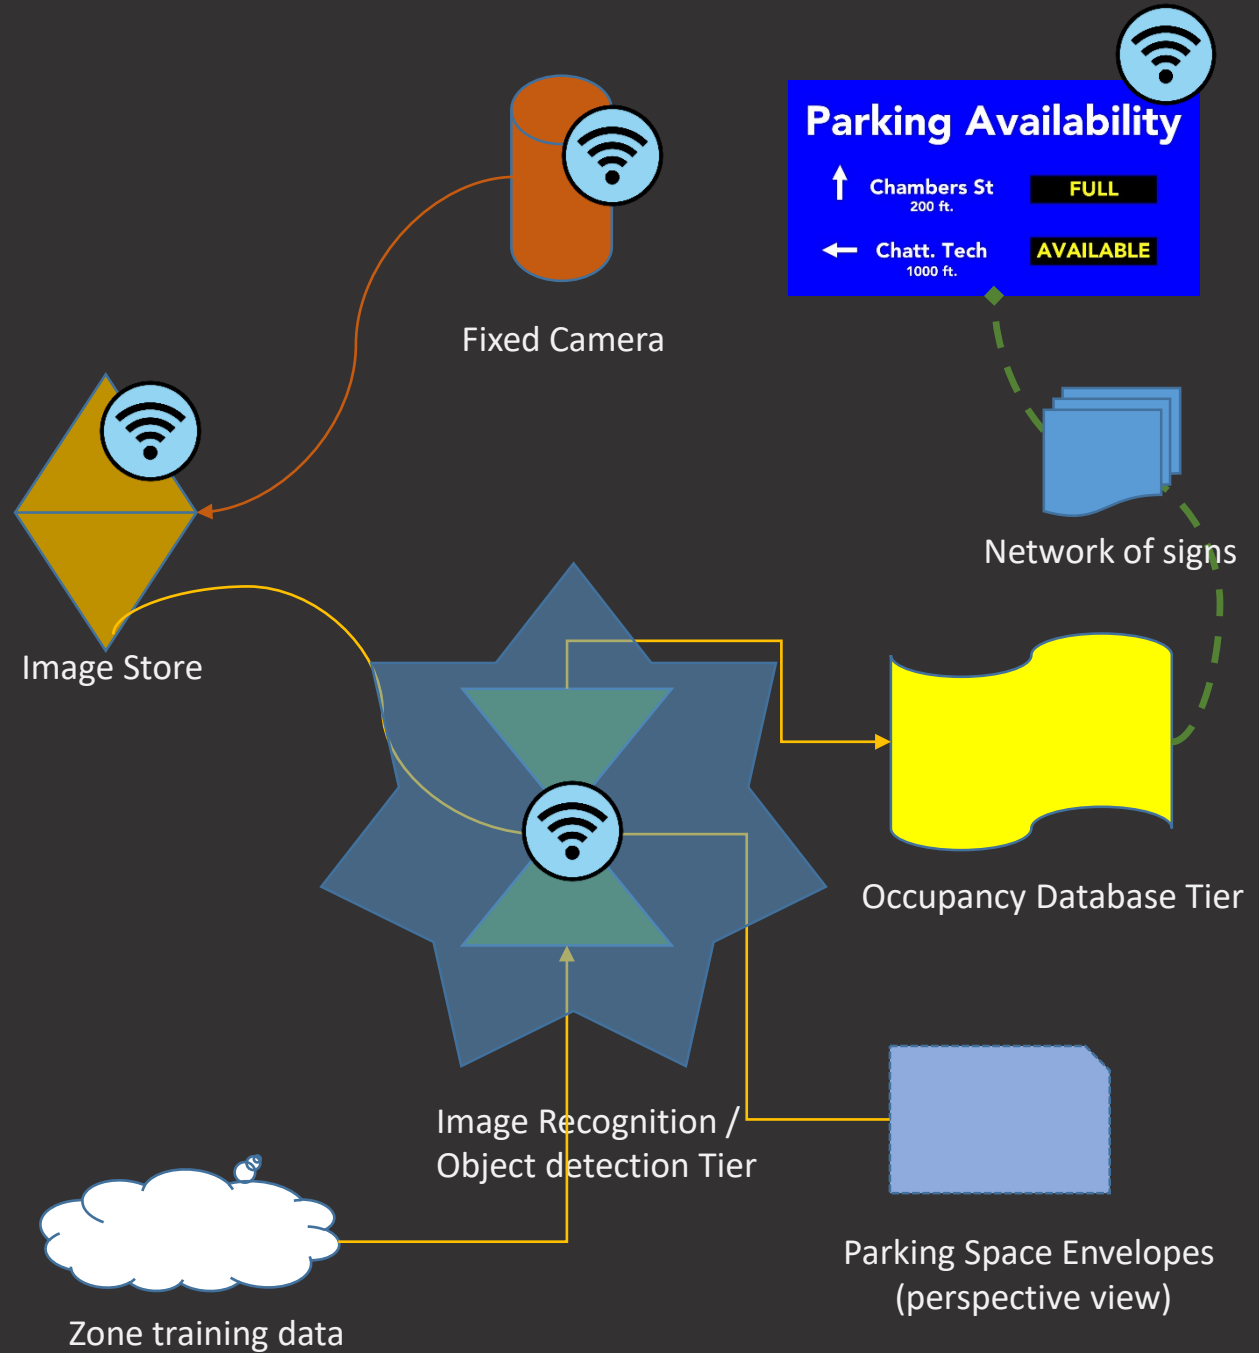 Parking Availability
Chambers St
200 ft.
FULL
Chatt. Tech
1000 ft.
AVAILABLE
Fixed Camera
Network of signs
Image Store
Occupancy Database Tier
Image Recognition /
Object detection Tier
Parking Space Envelopes
(perspective view)
Zone training data